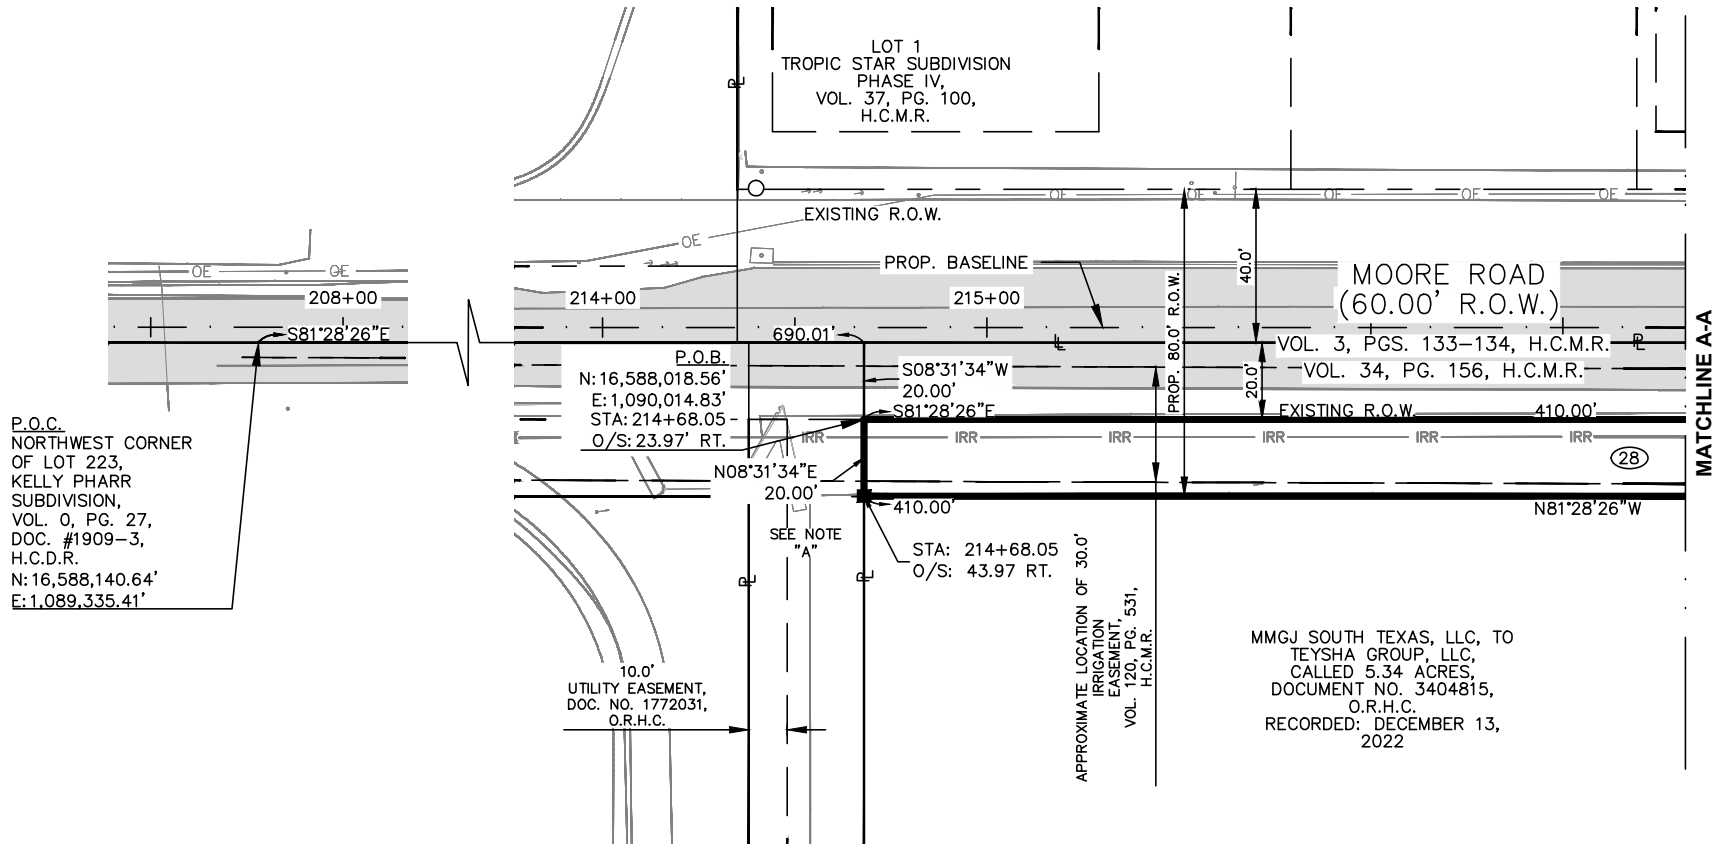 LOT 1
TROPIC STAR SUBDIVISION
PHASE IV,
VOL. 37, PG. 100,
H.C.M.R.
PL
OE
OE
OE
OE
OE
EXISTING R.O.W.
OE
OE
OE
PROP. BASELINE
40.0'
MOORE ROAD
(60.00' R.O.W.)
208+00
214+00
215+00
S81°28'26"E
690.01'
PROP. 80.0' R.O.W.
VOL. 3, PGS. 133-134, H.C.M.R.
PL
VOL. 34, PG. 156, H.C.M.R.
MATCHLINE A-A
P.O.B.
N:16,588,018.56'
E:1,090,014.83'
STA:214+68.05
O/S:23.97' RT.
S08°31'34"W
20.00'
20.0'
S81°28'26"E
EXISTING R.O.W.
410.00'
IRR
IRR
IRR
IRR
IRR
IRR
28
P.O.C.
NORTHWEST CORNER
OF LOT 223,
KELLY PHARR
SUBDIVISION,
VOL. 0, PG. 27,
DOC. #1909-3,
H.C.D.R.
N:16,588,140.64'
E:1,089,335.41'
N08°31'34"E
20.00'
410.00'
N81°28'26"W
SEE NOTE
"A"
STA: 214+68.05
O/S: 43.97 RT.
PL
PL
APPROXIMATE LOCATION OF 30.0'
IRRIGATION
EASEMENT,
VOL. 120, PG. 531,
H.C.M.R.
10.0'
UTILITY EASEMENT,
DOC. NO. 1772031,
O.R.H.C.
MMGJ SOUTH TEXAS, LLC, TO
TEYSHA GROUP, LLC,
CALLED 5.34 ACRES,
DOCUMENT NO. 3404815,
O.R.H.C.
RECORDED: DECEMBER 13,
2022